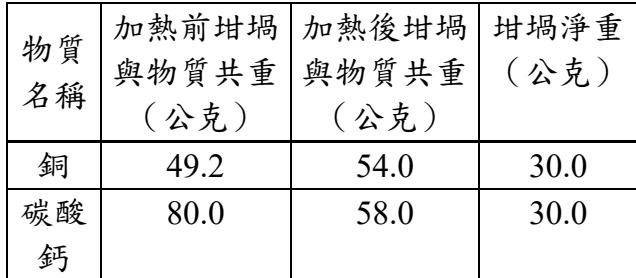 物質名稱 加熱前坩堝與物質共重（公克） 加熱後坩堝與物質共重（公克） 坩堝淨重（公克）
銅 49.2 54.0 30.0
碳酸鈣 80.0 58.0 30.0